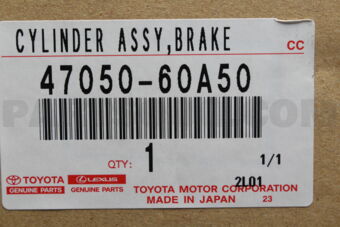 CYLINDER ASSY,BRAKE
CC
47050-60A50
QTY: 1
1/1
2L01
TOYOTA GENUINE PARTS
LEXUS GENUINE PARTS
TOYOTA MOTOR CORPORATION
MADE IN JAPAN 23